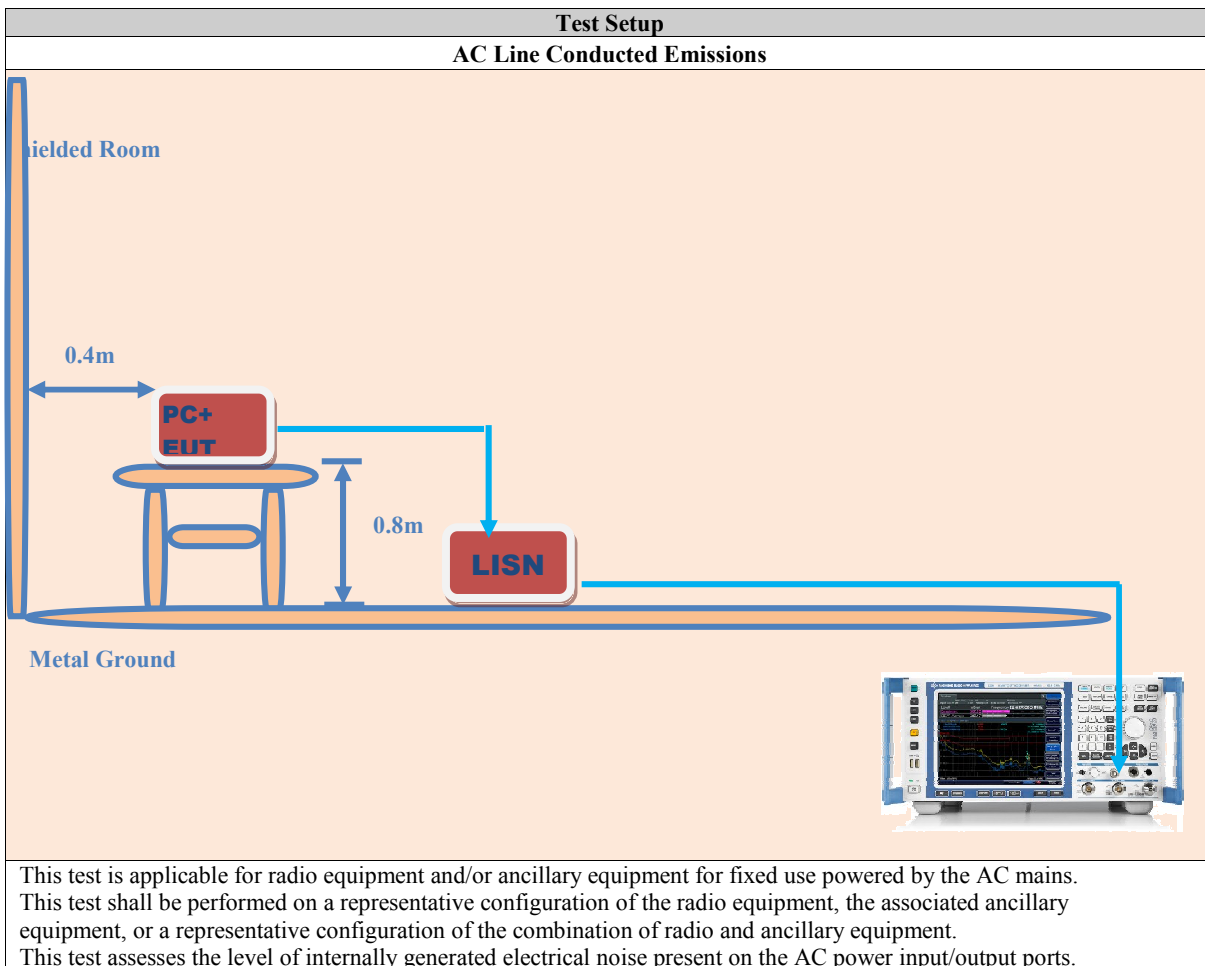 Test Setup
AC Line Conducted Emissions
hielded Room
0.4m
PC+
EUT
0.8m
LISN
Metal Ground
This test is applicable for radio equipment and/or ancillary equipment for fixed use powered by the AC mains.
This test shall be performed on a representative configuration of the radio equipment, the associated ancillary
equipment, or a representative configuration of the combination of radio and ancillary equipment.
This test assesses the level of internally generated electrical noise present on the AC power input/output ports.